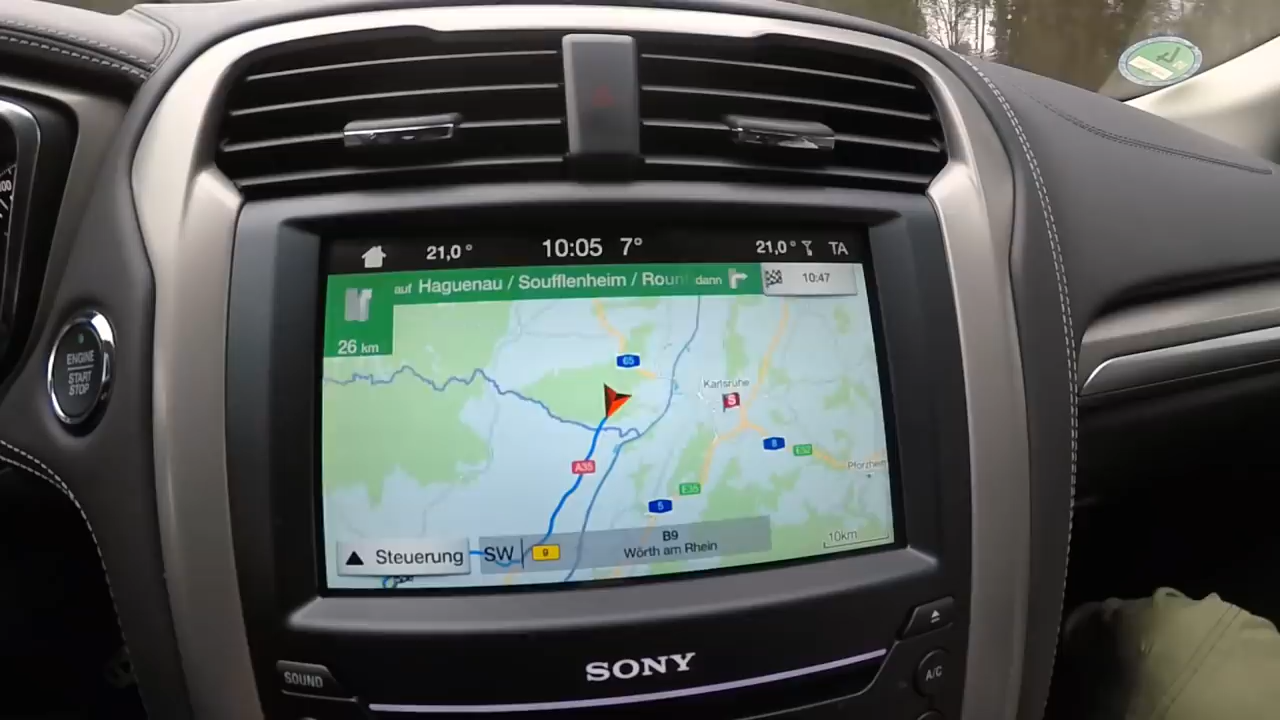 21,0°
10:05 7°
21,0° TA
auf Haguenau / Soufflenheim / Roun
dann
10:47
26 km
65
Karlsruhe
S
A35
8
E52
Pforzheim
E35
5
10km
Steuerung
SW
9
B9
Wörth am Rhein
ENGINE
START
STOP
SONY
SOUND
A/C